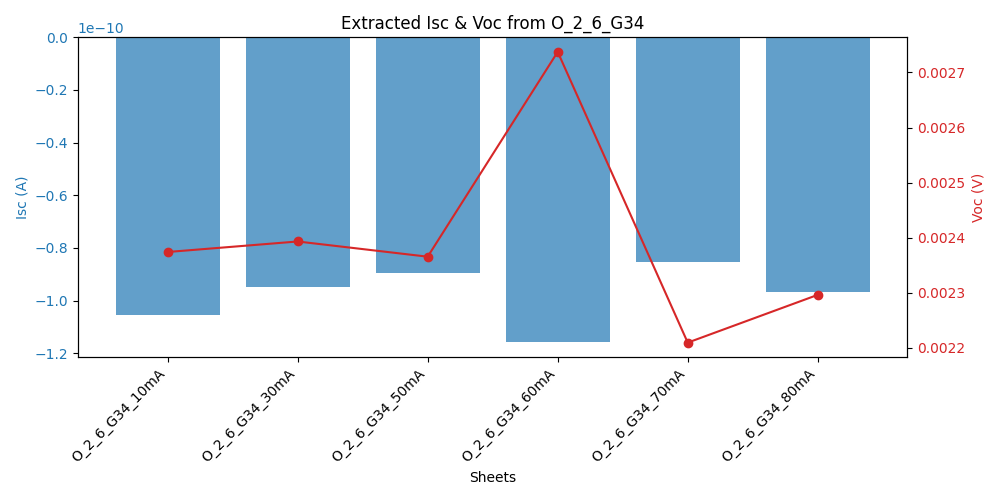 Extracted Isc & Voc from O_2_6_G34
1e−10
0.0
−0.2
−0.4
−0.6
−0.8
−1.0
−1.2
Isc (A)
0.0027
0.0026
0.0025
0.0024
0.0023
0.0022
Voc (V)
O_2_6_G34_10mA
O_2_6_G34_30mA
O_2_6_G34_50mA
O_2_6_G34_60mA
O_2_6_G34_70mA
O_2_6_G34_80mA
Sheets